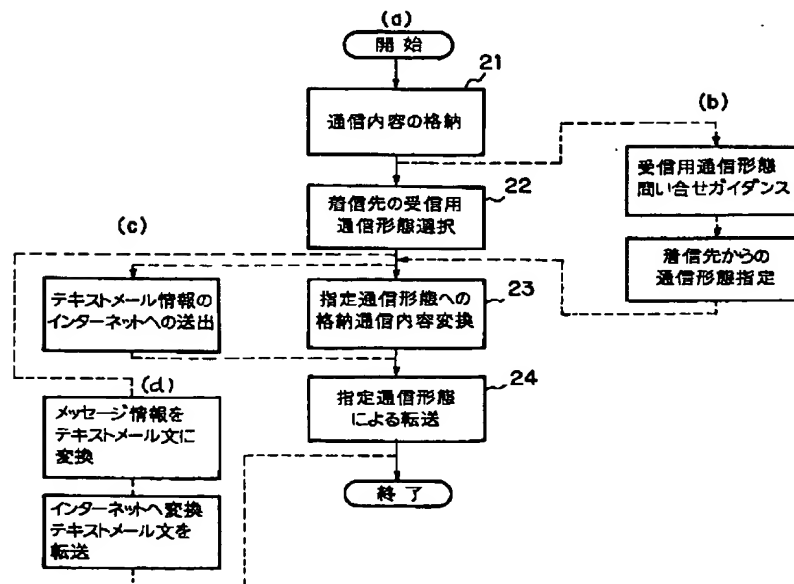 (a)
開始
21
通信内容の格納
22
着信先の受信用
通信形態選択
(b)
受信用通信形態
問い合せガイダンス
着信先からの
通信形態指定
(c)
テキストメール情報の
インターネットへの送出
23
指定通信形態への
格納通信内容変換
24
指定通信形態
による転送
(d)
メッセージ情報を
テキストメール文に
変換
インターネットへ変換
テキストメール文を
転送
終了